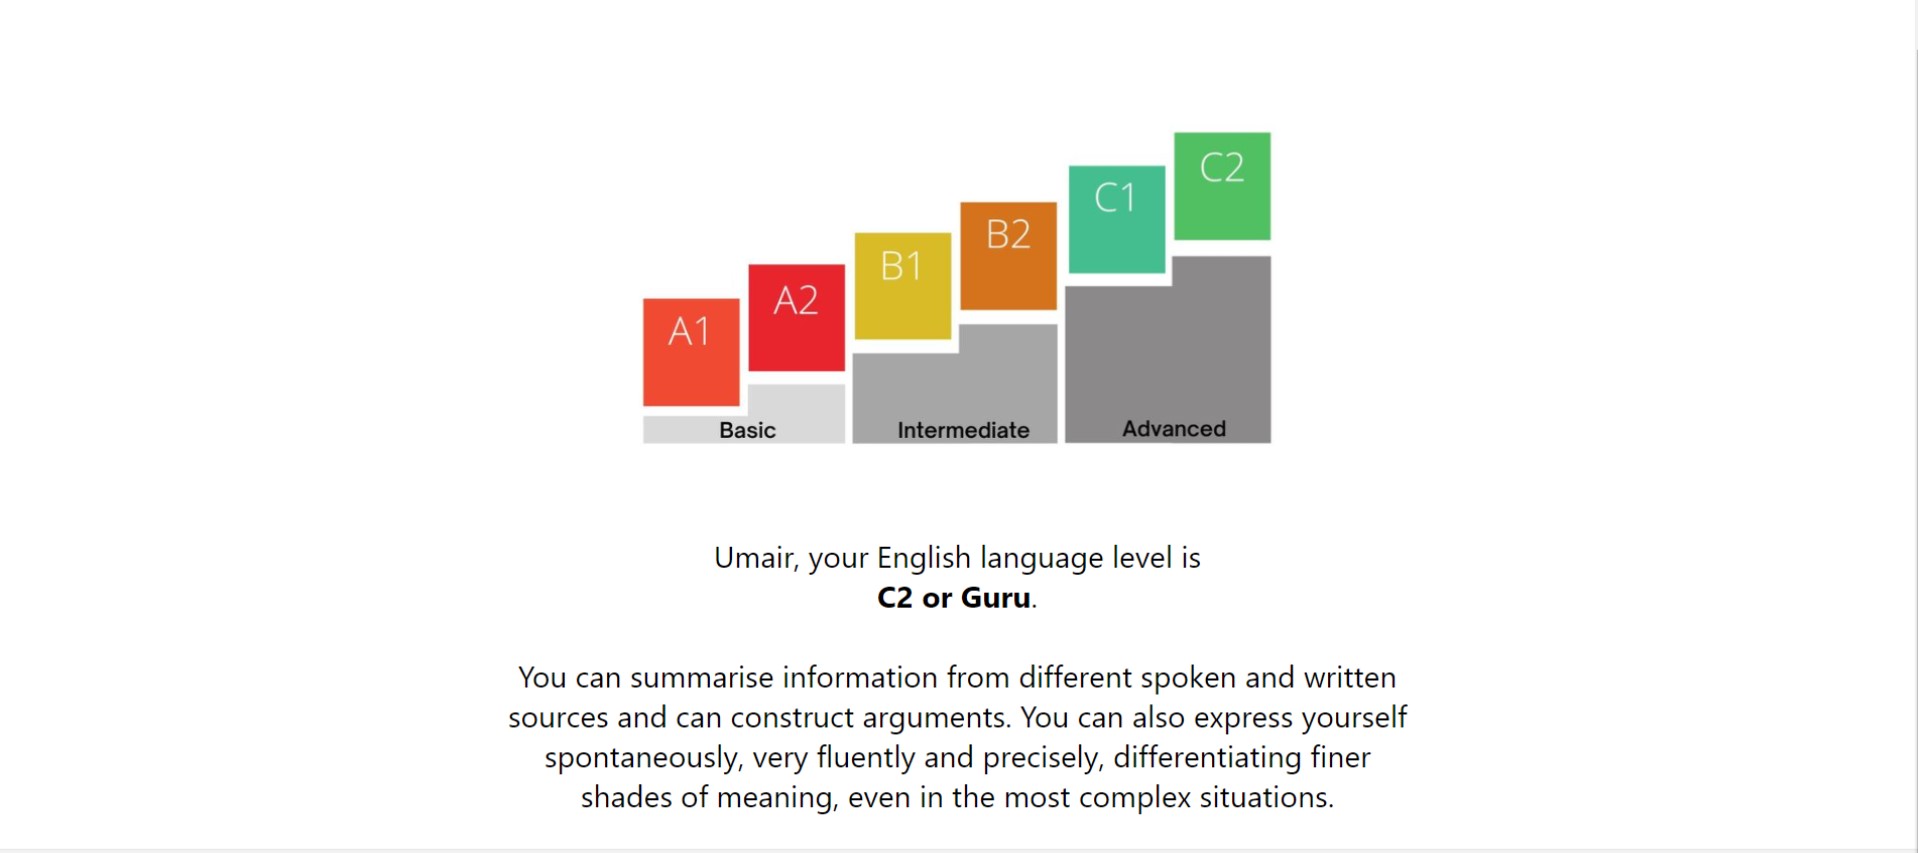 A1
A2
B1
B2
C1
C2
Basic
Intermediate
Advanced
Umair, your English language level is
C2 or Guru.
You can summarise information from different spoken and written
sources and can construct arguments. You can also express yourself
spontaneously, very fluently and precisely, differentiating finer
shades of meaning, even in the most complex situations.